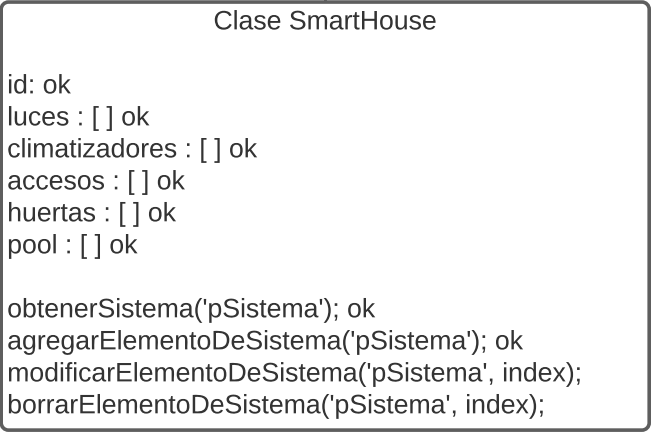 Clase SmartHouse
id: ok
luces : [ ] ok
climatizadores : [ ] ok
accesos : [ ] ok
huertas : [ ] ok
pool : [ ] ok
obtenerSistema('pSistema'); ok
agregarElementoDeSistema('pSistema'); ok
modificarElementoDeSistema('pSistema', index);
borrarElementoDeSistema('pSistema', index);